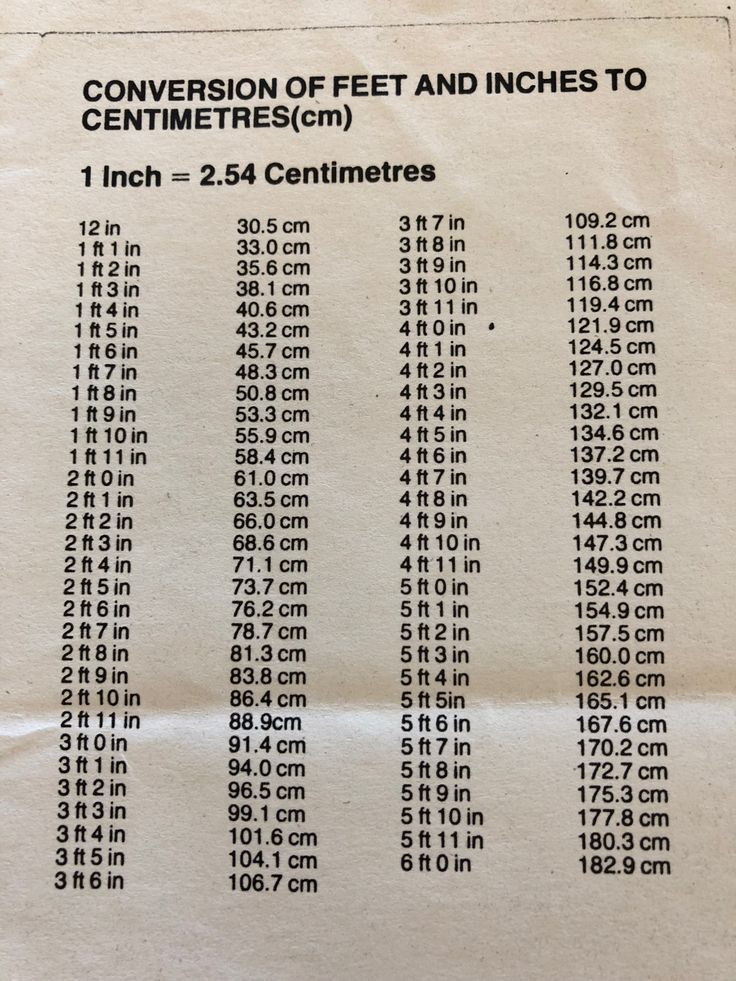 CONVERSION OF FEET AND INCHES TO
CENTIMETRES(cm)
1 Inch = 2.54 Centimetres
12 in 30.5 cm
1 ft 1 in 33.0 cm
1 ft 2 in 35.6 cm
1 ft 3 in 38.1 cm
1 ft 4 in 40.6 cm
1 ft 5 in 43.2 cm
1 ft 6 in 45.7 cm
1 ft 7 in 48.3 cm
1 ft 8 in 50.8 cm
1 ft 9 in 53.3 cm
1 ft 10 in 55.9 cm
1 ft 11 in 58.4 cm
2 ft 0 in 61.0 cm
2 ft 1 in 63.5 cm
2 ft 2 in 66.0 cm
2 ft 3 in 68.6 cm
2 ft 4 in 71.1 cm
2 ft 5 in 73.7 cm
2 ft 6 in 76.2 cm
2 ft 7 in 78.7 cm
2 ft 8 in 81.3 cm
2 ft 9 in 83.8 cm
2 ft 10 in 86.4 cm
2 ft 11 in 88.9cm
3 ft 0 in 91.4 cm
3 ft 1 in 94.0 cm
3 ft 2 in 96.5 cm
3 ft 3 in 99.1 cm
3 ft 4 in 101.6 cm
3 ft 5 in 104.1 cm
3 ft 6 in 106.7 cm
3 ft 7 in 109.2 cm
3 ft 8 in 111.8 cm
3 ft 9 in 114.3 cm
3 ft 10 in 116.8 cm
3 ft 11 in 119.4 cm
4 ft 0 in 121.9 cm
4 ft 1 in 124.5 cm
4 ft 2 in 127.0 cm
4 ft 3 in 129.5 cm
4 ft 4 in 132.1 cm
4 ft 5 in 134.6 cm
4 ft 6 in 137.2 cm
4 ft 7 in 139.7 cm
4 ft 8 in 142.2 cm
4 ft 9 in 144.8 cm
4 ft 10 in 147.3 cm
4 ft 11 in 149.9 cm
5 ft 0 in 152.4 cm
5 ft 1 in 154.9 cm
5 ft 2 in 157.5 cm
5 ft 3 in 160.0 cm
5 ft 4 in 162.6 cm
5 ft 5in 165.1 cm
5 ft 6 in 167.6 cm
5 ft 7 in 170.2 cm
5 ft 8 in 172.7 cm
5 ft 9 in 175.3 cm
5 ft 10 in 177.8 cm
5 ft 11 in 180.3 cm
6 ft 0 in 182.9 cm